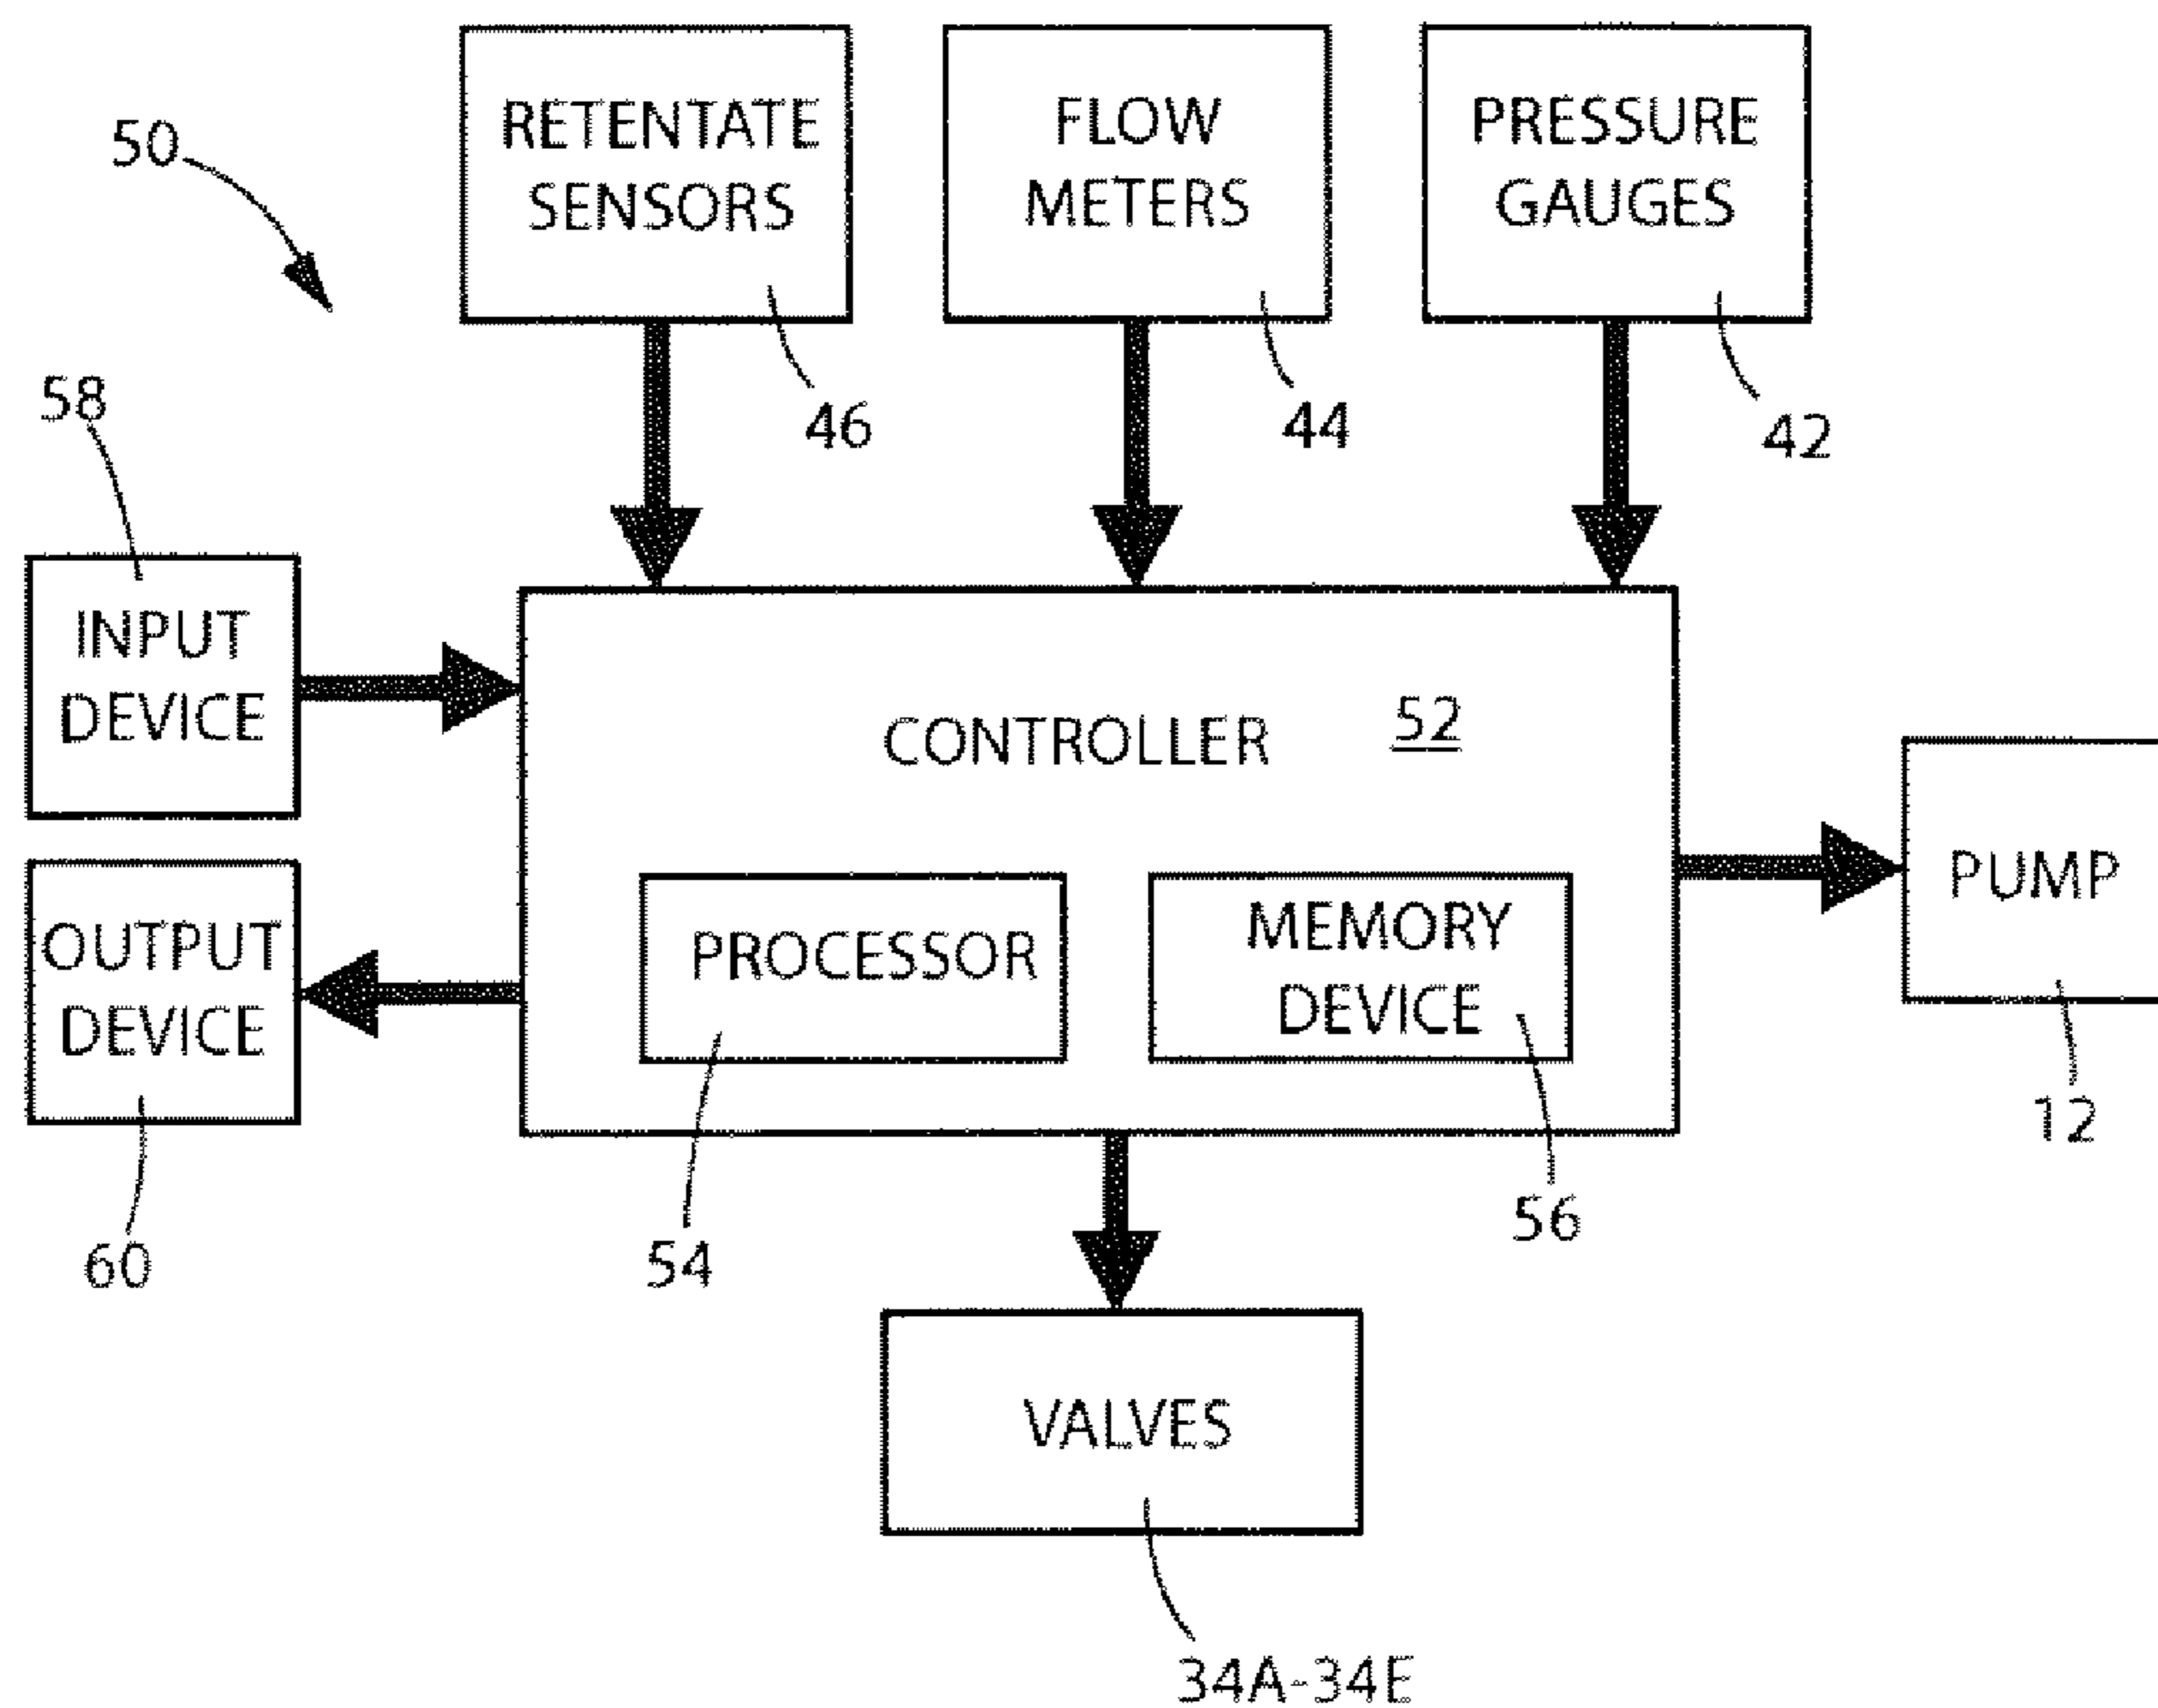 50
RETENTATE
SENSORS
46
FLOW
METERS
44
PRESSURE
GAUGES
42
58
INPUT
DEVICE
CONTROLLER
52
OUTPUT
DEVICE
60
PROCESSOR
54
MEMORY
DEVICE
56
PUMP
12
VALVES
34A-34E